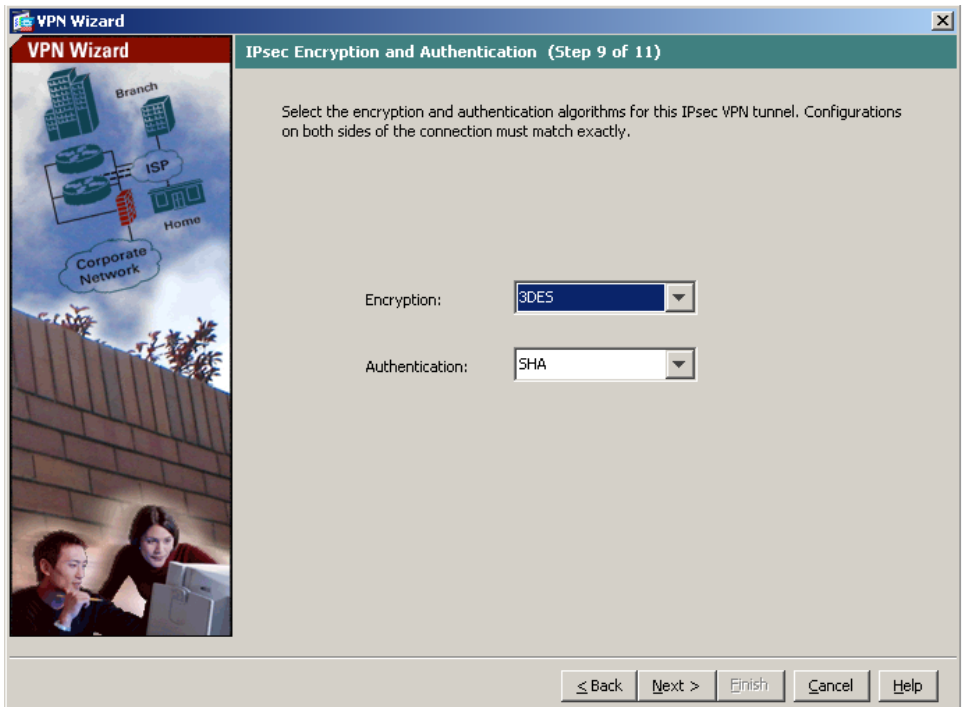 VPN Wizard
VPN Wizard
IPsec Encryption and Authentication (Step 9 of 11)
Branch
ISP
Home
Corporate
Network
Select the encryption and authentication algorithms for this IPsec VPN tunnel. Configurations
on both sides of the connection must match exactly.
Encryption: 3DES
Authentication: SHA
< Back Next > Finish Cancel Help